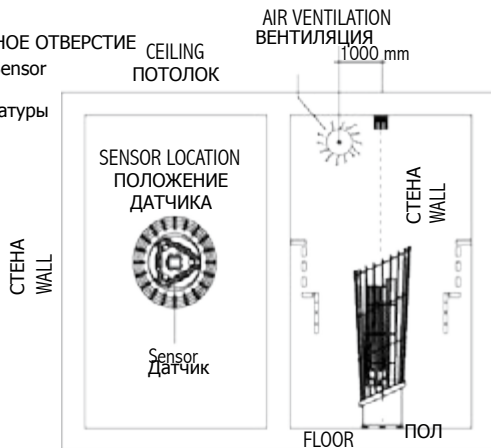 НОЕ ОТВЕРСТИЕ
ensor
атуры
CEILING
ПОТОЛОК
AIR VENTILATION
ВЕНТИЛЯЦИЯ
1000 mm
SENSOR LOCATION
ПОЛОЖЕНИЕ
ДАТЧИКА
СТЕНА
WALL
СТЕНА
WALL
Sensor
Датчик
FLOOR
ПОЛ